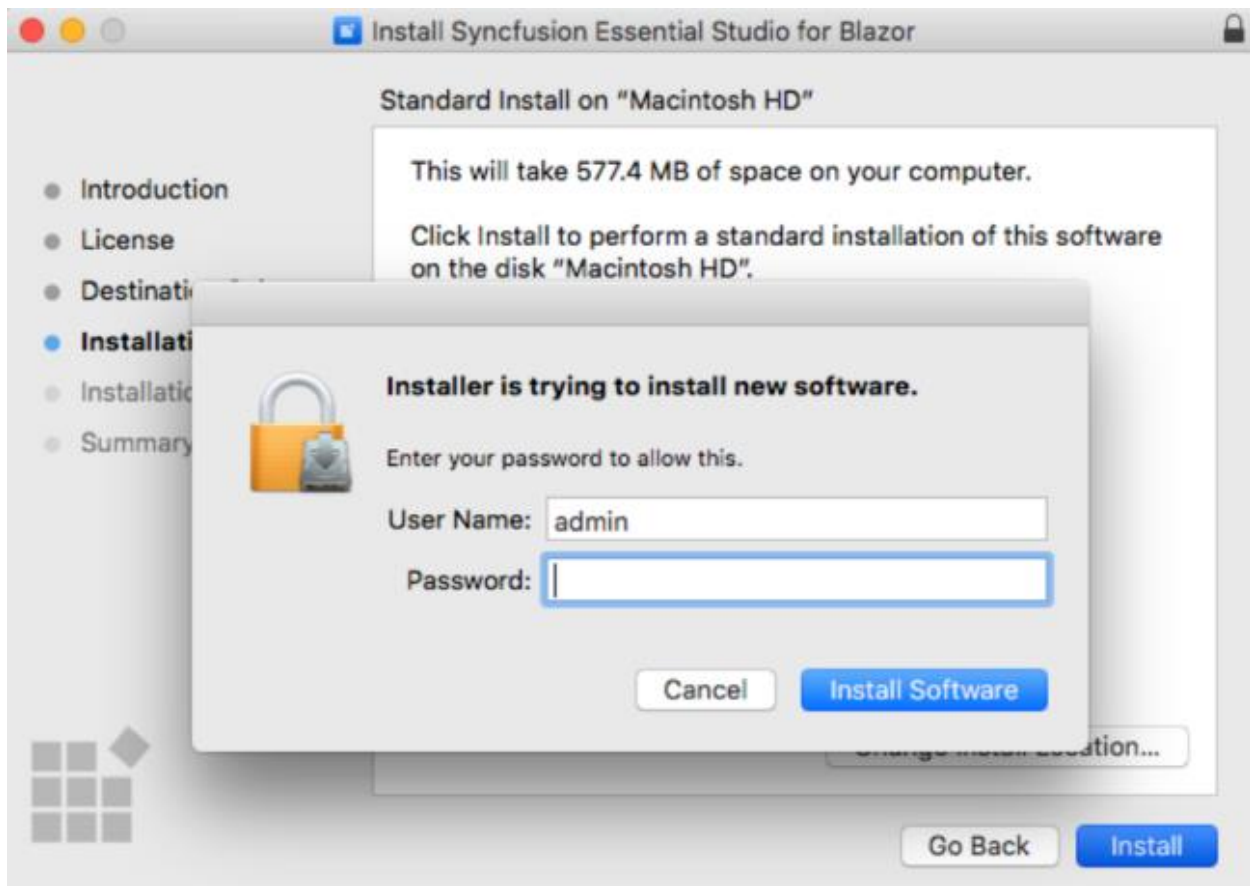 Install Syncfusion Essential Studio for Blazor
Standard Install on "Macintosh HD"
This will take 577.4 MB of space on your computer.
Click Install to perform a standard installation of this software
on the disk "Macintosh HD".
Introduction
License
Installer is trying to install new software.
Enter your password to allow this.
User Name: admin
Password:
Cancel
Install Software
Summary
Go Back
Install